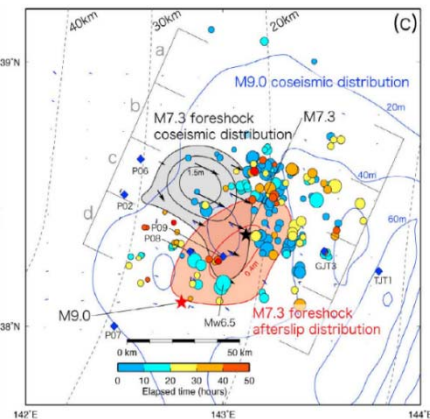 40km
30km
20km
(c)
a
39°N
M9.0 coseismic distribution
b
20m
M7.3 foreshock
coseismic distribution
M7.3
c
P06
1.5m
40m
P02
d
P09
60m
P08
GJT3
TJT1
0.4m
M9.0
Mw6.5
M7.3 foreshock
afterslip distribution
38°N
P07
0 km
50 km
0 10 20 30 40 50
Elapsed time (hours)
142°E
143°E
144°E